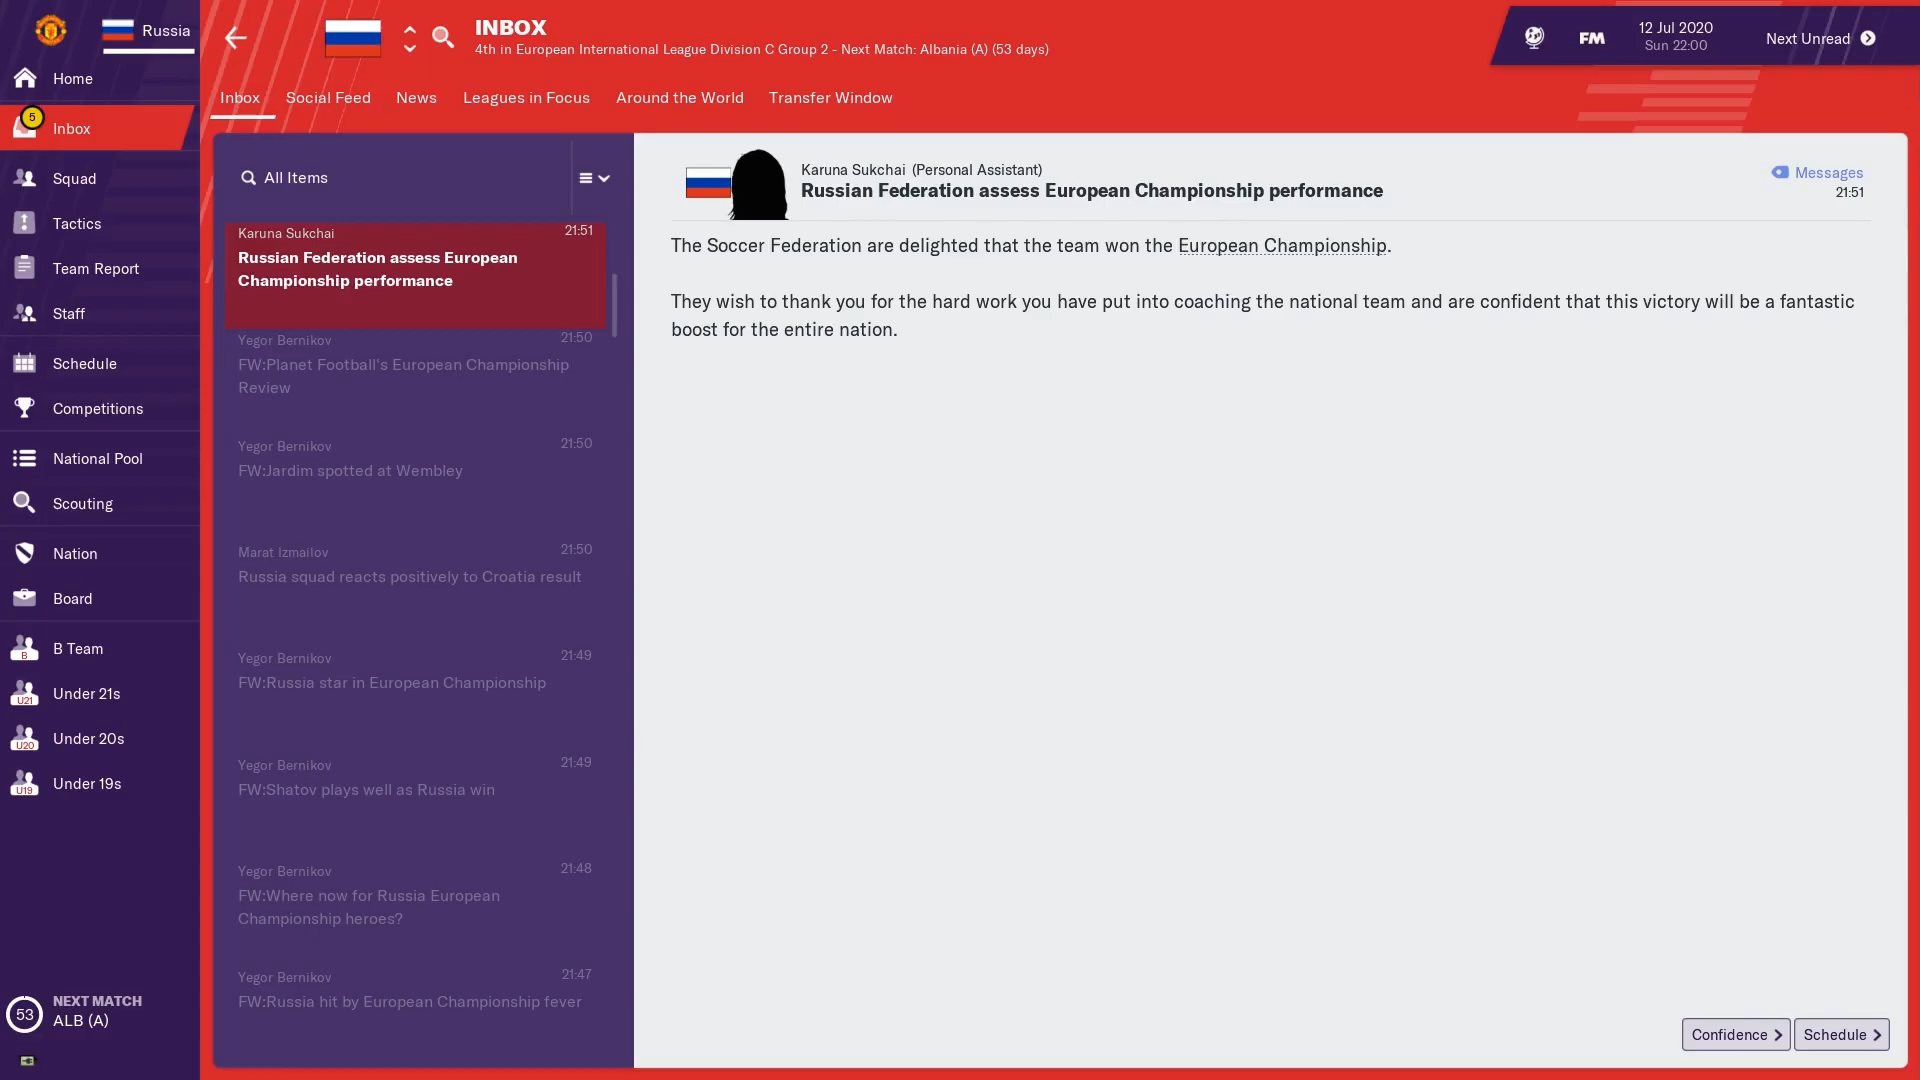 Russia
INBOX
4th in European International League Division C Group 2 - Next Match: Albania (A) (53 days)
FM
12 Jul 2020
Sun 22:00
Next Unread
Inbox
Social Feed
News
Leagues in Focus
Around the World
Transfer Window
Home
5
Inbox
Squad
Tactics
Team Report
Staff
Schedule
Competitions
National Pool
Scouting
Nation
Board
B
B Team
U21
Under 21s
U20
Under 20s
U19
Under 19s
53
NEXT MATCH
ALB (A)
All Items
Karuna Sukchai 21:51
Russian Federation assess European
Championship performance
Yegor Bernikov 21:50
FW:Planet Football's European Championship
Review
Yegor Bernikov 21:50
FW:Jardim spotted at Wembley
Marat Izmailov 21:50
Russia squad reacts positively to Croatia result
Yegor Bernikov 21:49
FW:Russia star in European Championship
Yegor Bernikov 21:49
FW:Shatov plays well as Russia win
Yegor Bernikov 21:48
FW:Where now for Russia European
Championship heroes?
Yegor Bernikov 21:47
FW:Russia hit by European Championship fever
Karuna Sukchai (Personal Assistant)
Russian Federation assess European Championship performance
Messages
21:51
The Soccer Federation are delighted that the team won the European Championship.
They wish to thank you for the hard work you have put into coaching the national team and are confident that this victory will be a fantastic
boost for the entire nation.
Confidence
Schedule